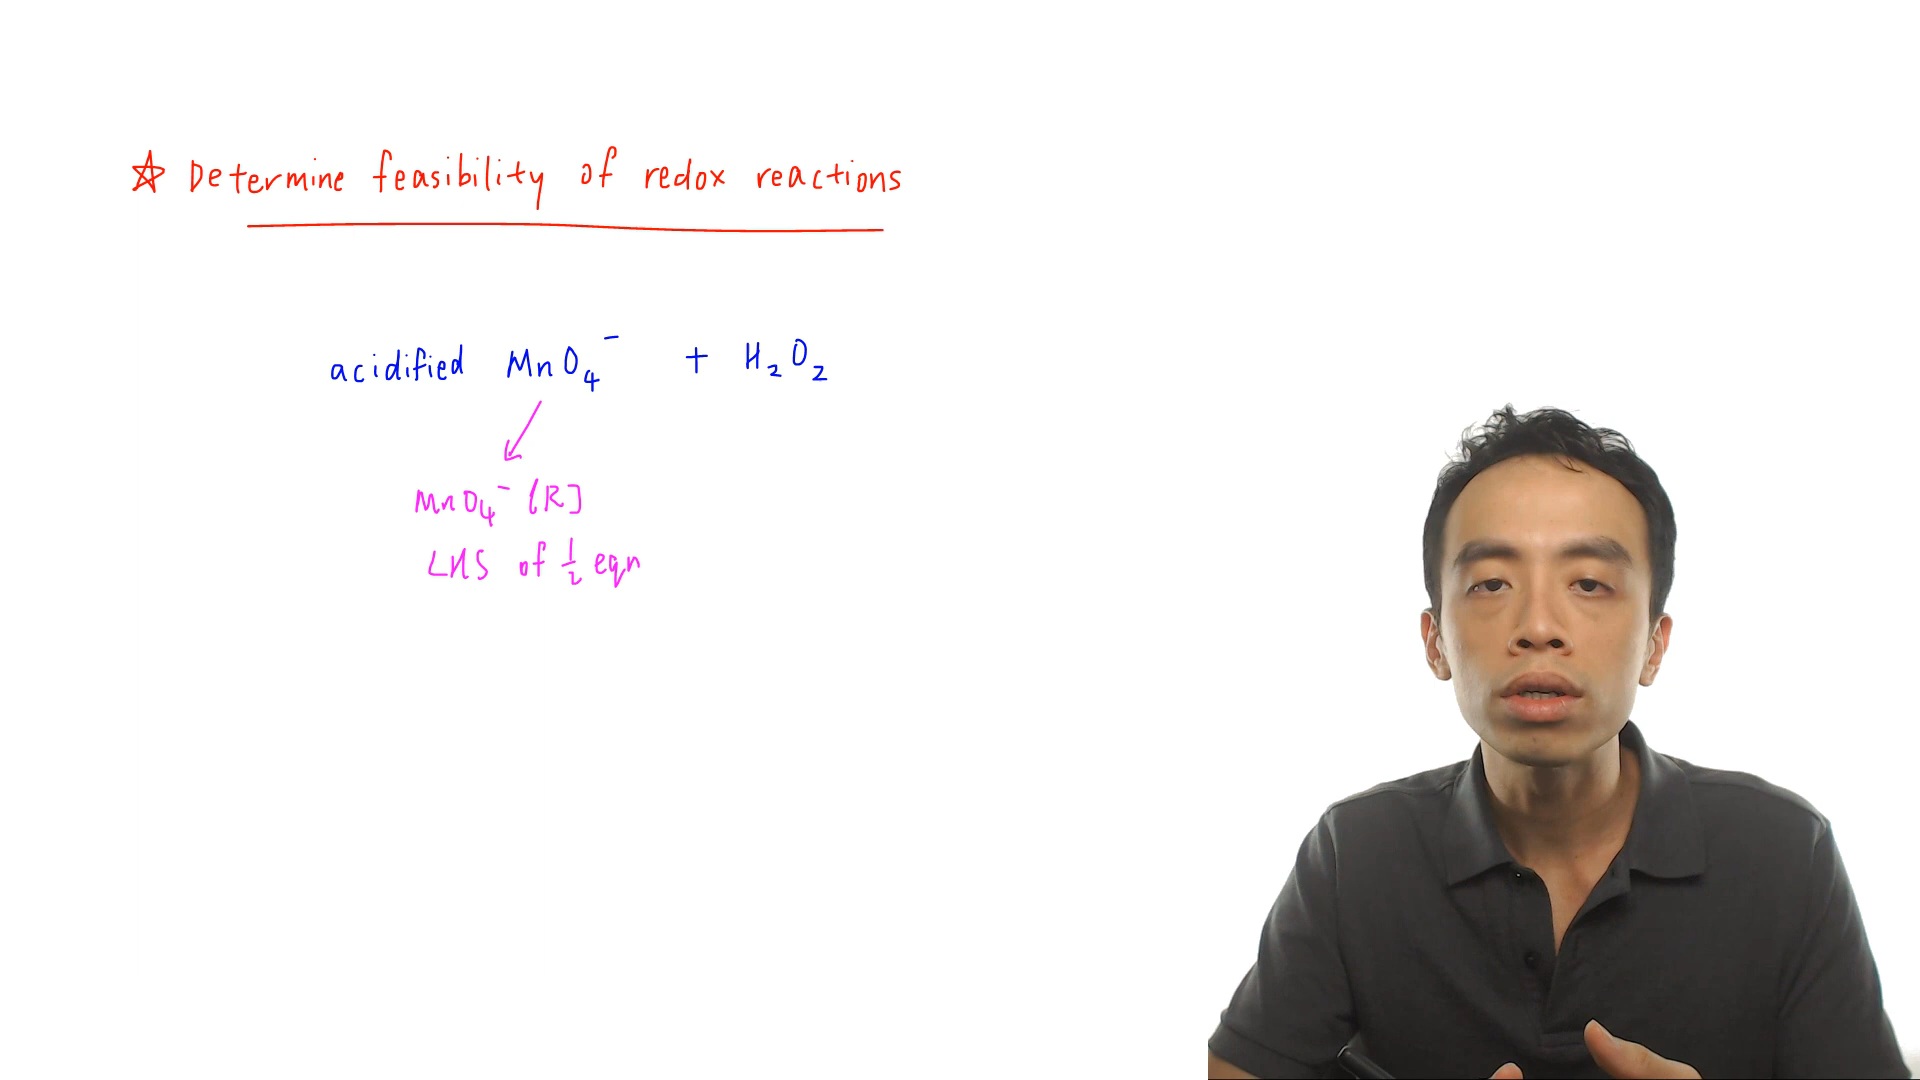 ☆ Determine feasibility of redox reactions
acidified MnO₄⁻ + H₂O₂
MnO₄⁻ [R]
LHS of ½ eqn